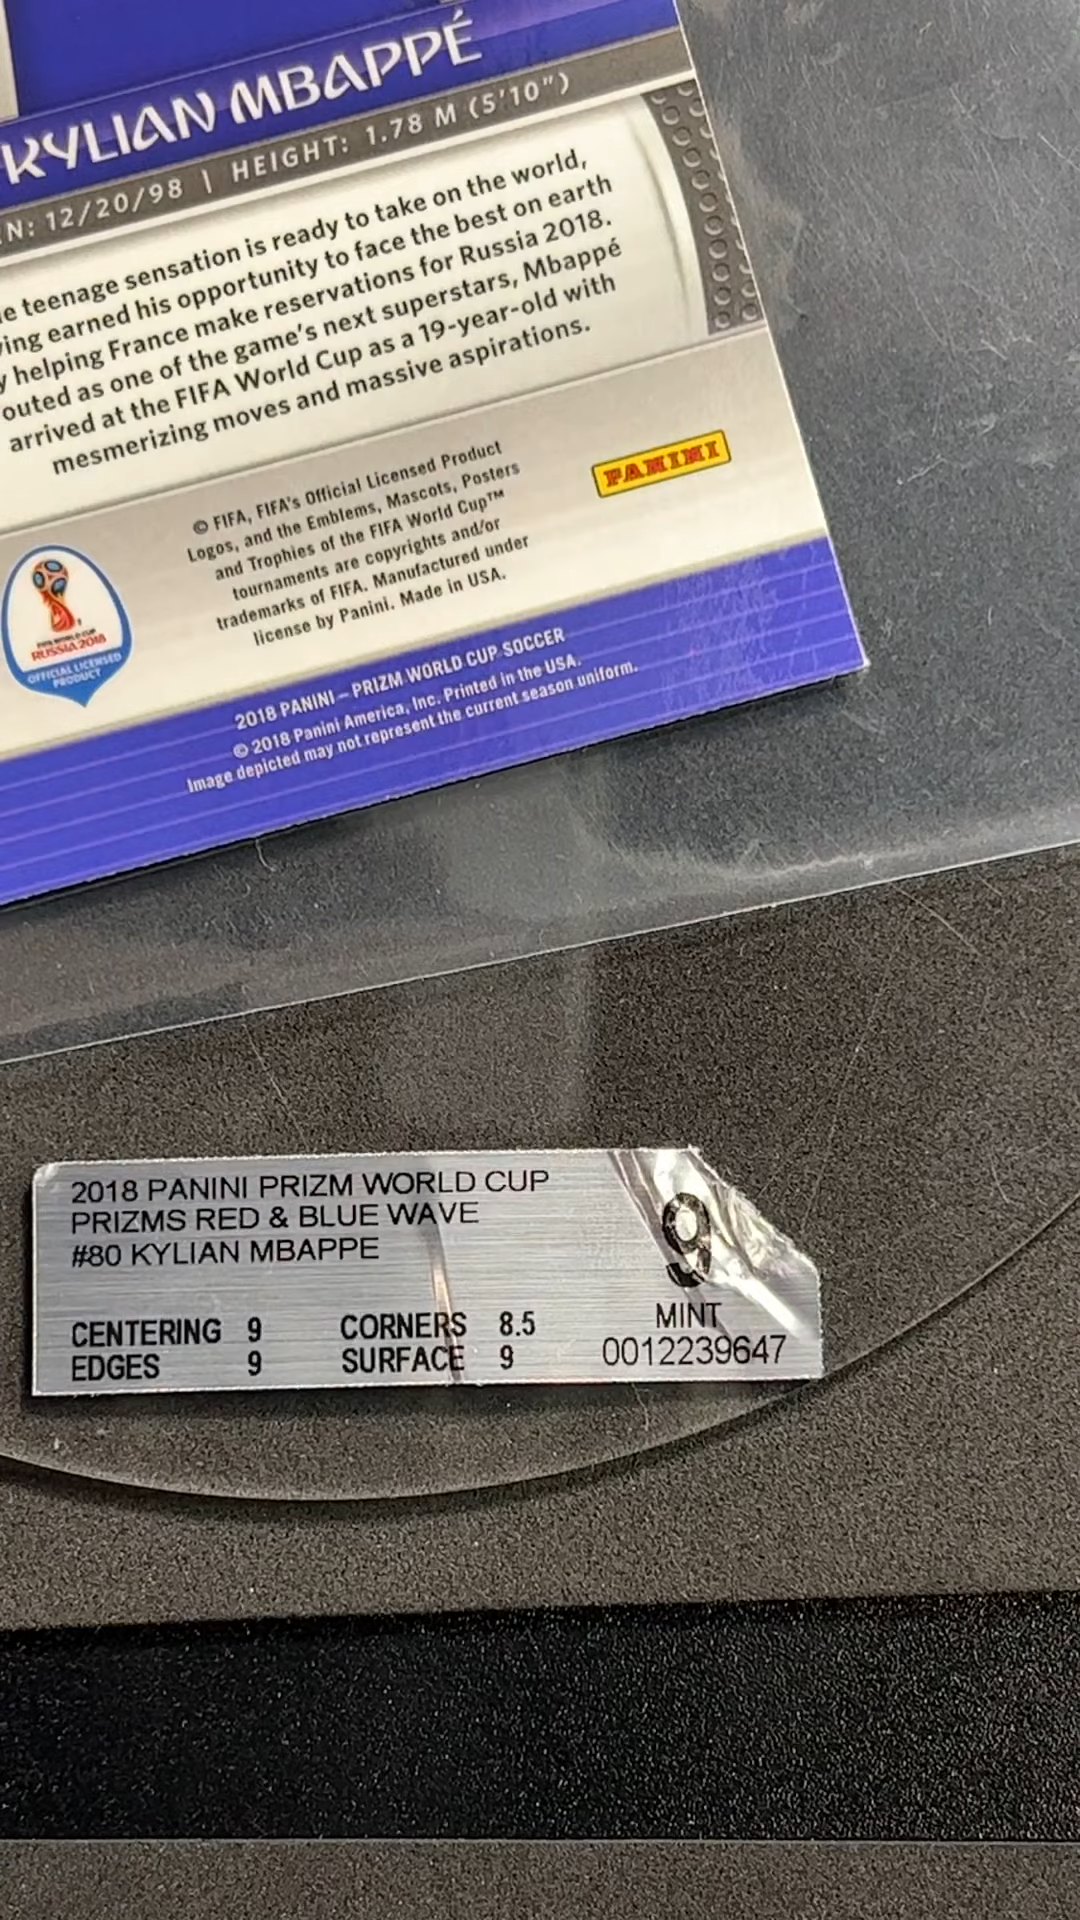 KYLIAN MBAPPÉ
N: 12/20/98 | HEIGHT: 1.78 M (5'10")
teenage sensation is ready to take on the world,
earned his opportunity to face the best on earth
helping France make reservations for Russia 2018.
outed as one of the game's next superstars, Mbappé
arrived at the FIFA World Cup as a 19-year-old with
mesmerizing moves and massive aspirations.
© FIFA, FIFA's Official Licensed Product
Logos, and the Emblems, Mascots, Posters
and Trophies of the FIFA World Cup™
tournaments are copyrights and/or
trademarks of FIFA. Manufactured under
license by Panini. Made in USA.
PANINI
FIFA WORLD CUP
RUSSIA 2018
OFFICIAL LICENSED
PRODUCT
2018 PANINI – PRIZM WORLD CUP SOCCER
© 2018 Panini America, Inc. Printed in the USA.
Image depicted may not represent the current season uniform.
2018 PANINI PRIZM WORLD CUP
PRIZMS RED & BLUE WAVE
#80 KYLIAN MBAPPE
9
MINT
CENTERING 9 CORNERS 8.5
EDGES 9 SURFACE 9
0012239647